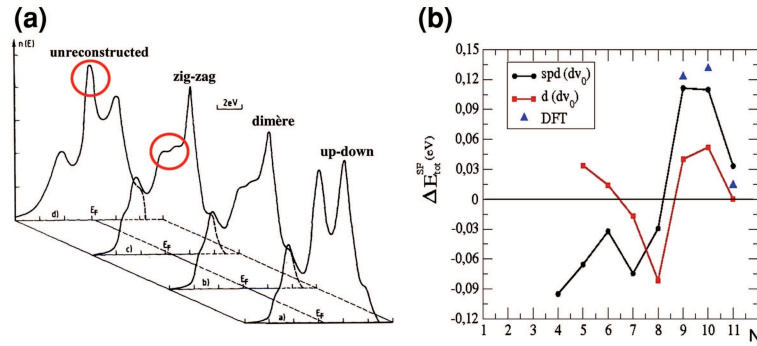 (a)
n(E)
unreconstructed
zig-zag
2eV
dimère
up-down
d)
E_F
c)
E_F
b)
E_F
a)
E_F
(b)
ΔE_tot^SF (eV)
0,15
0,12
0,09
0,06
0,03
0
-0,03
-0,06
-0,09
-0,12
spd (dv₀)
d (dv₀)
DFT
1 2 3 4 5 6 7 8 9 10 11 N